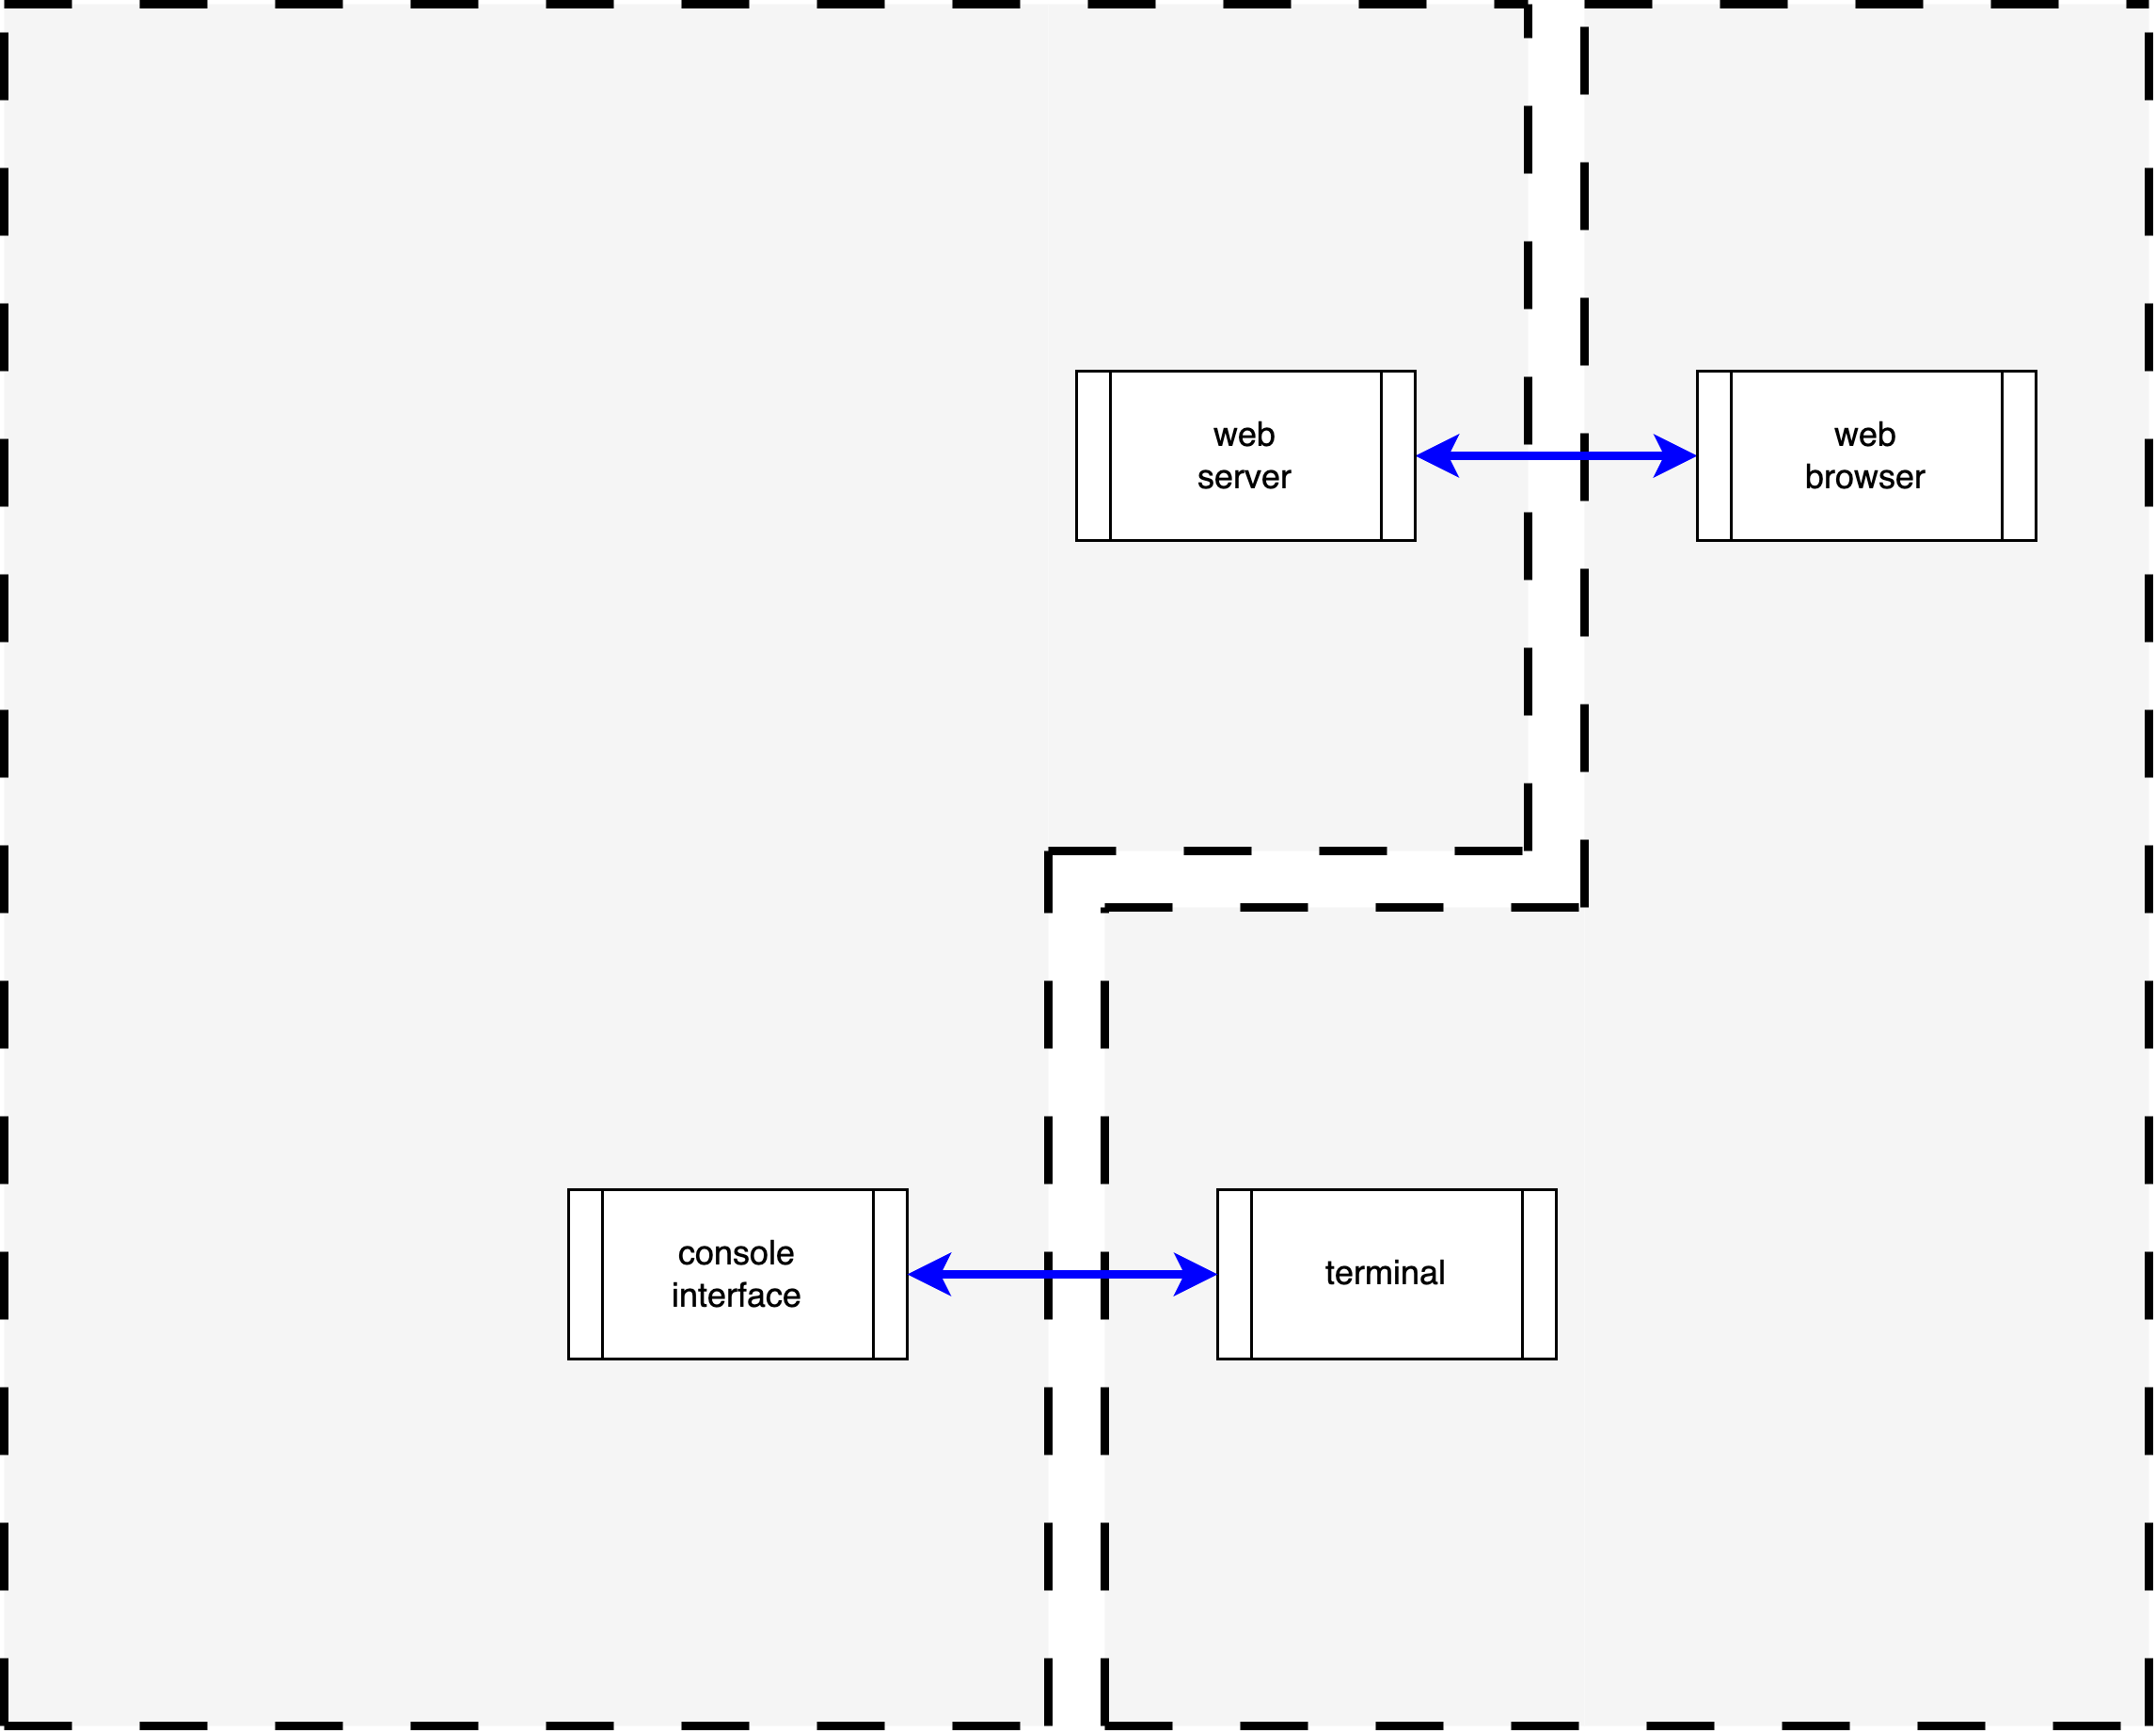 web
server
web
browser
console
interface
terminal